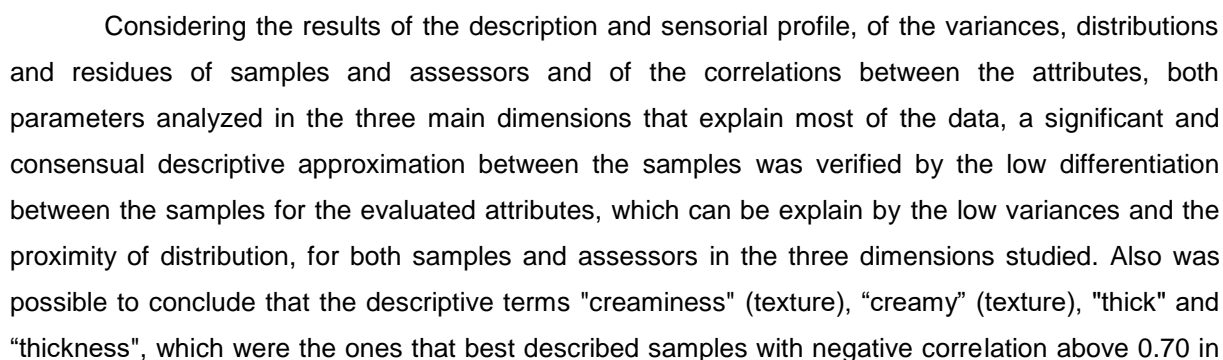 Considering the results of the description and sensorial profile, of the variances, distributions
and residues of samples and assessors and of the correlations between the attributes, both
parameters analyzed in the three main dimensions that explain most of the data, a significant and
consensual descriptive approximation between the samples was verified by the low differentiation
between the samples for the evaluated attributes, which can be explain by the low variances and the
proximity of distribution, for both samples and assessors in the three dimensions studied. Also was
possible to conclude that the descriptive terms "creaminess" (texture), “creamy” (texture), "thick" and
“thickness", which were the ones that best described samples with negative correlation above 0.70 in